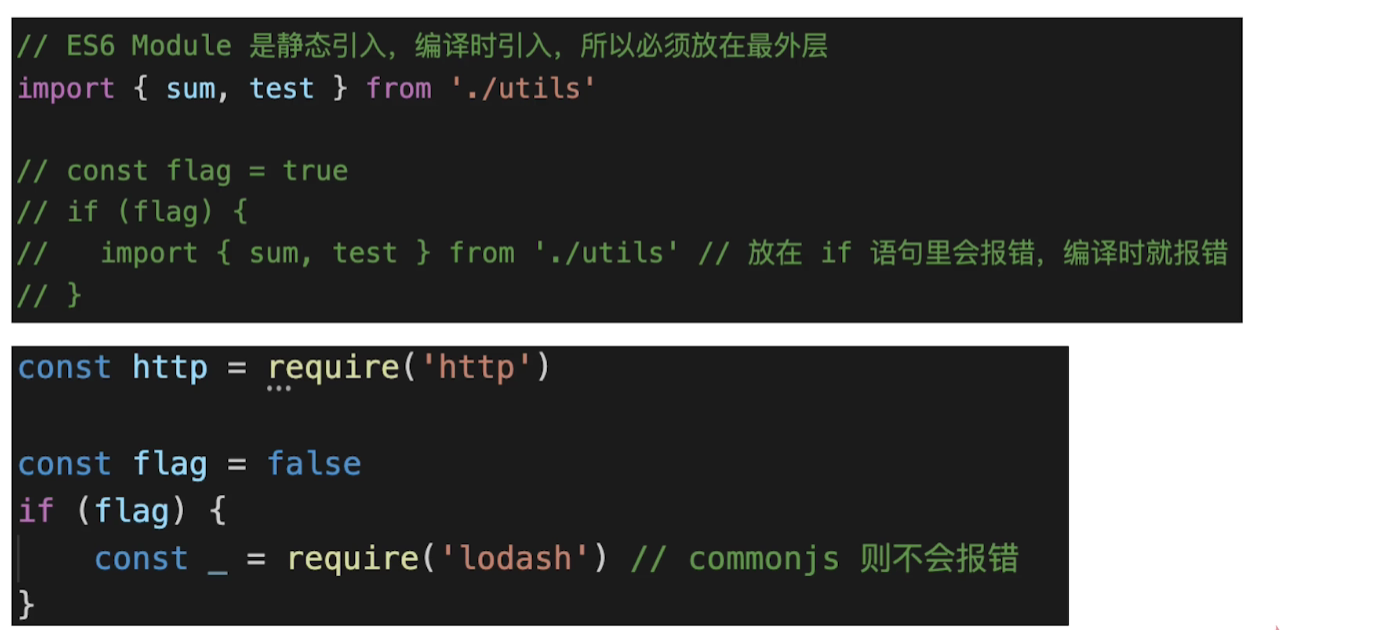 // ES6 Module 是静态引入，编译时引入，所以必须放在最外层
import { sum, test } from './utils'
// const flag = true
// if (flag) {
//   import { sum, test } from './utils' // 放在 if 语句里会报错，编译时就报错
// }
const http = require('http')
const flag = false
if (flag) {
    const _ = require('lodash') // commonjs 则不会报错
}